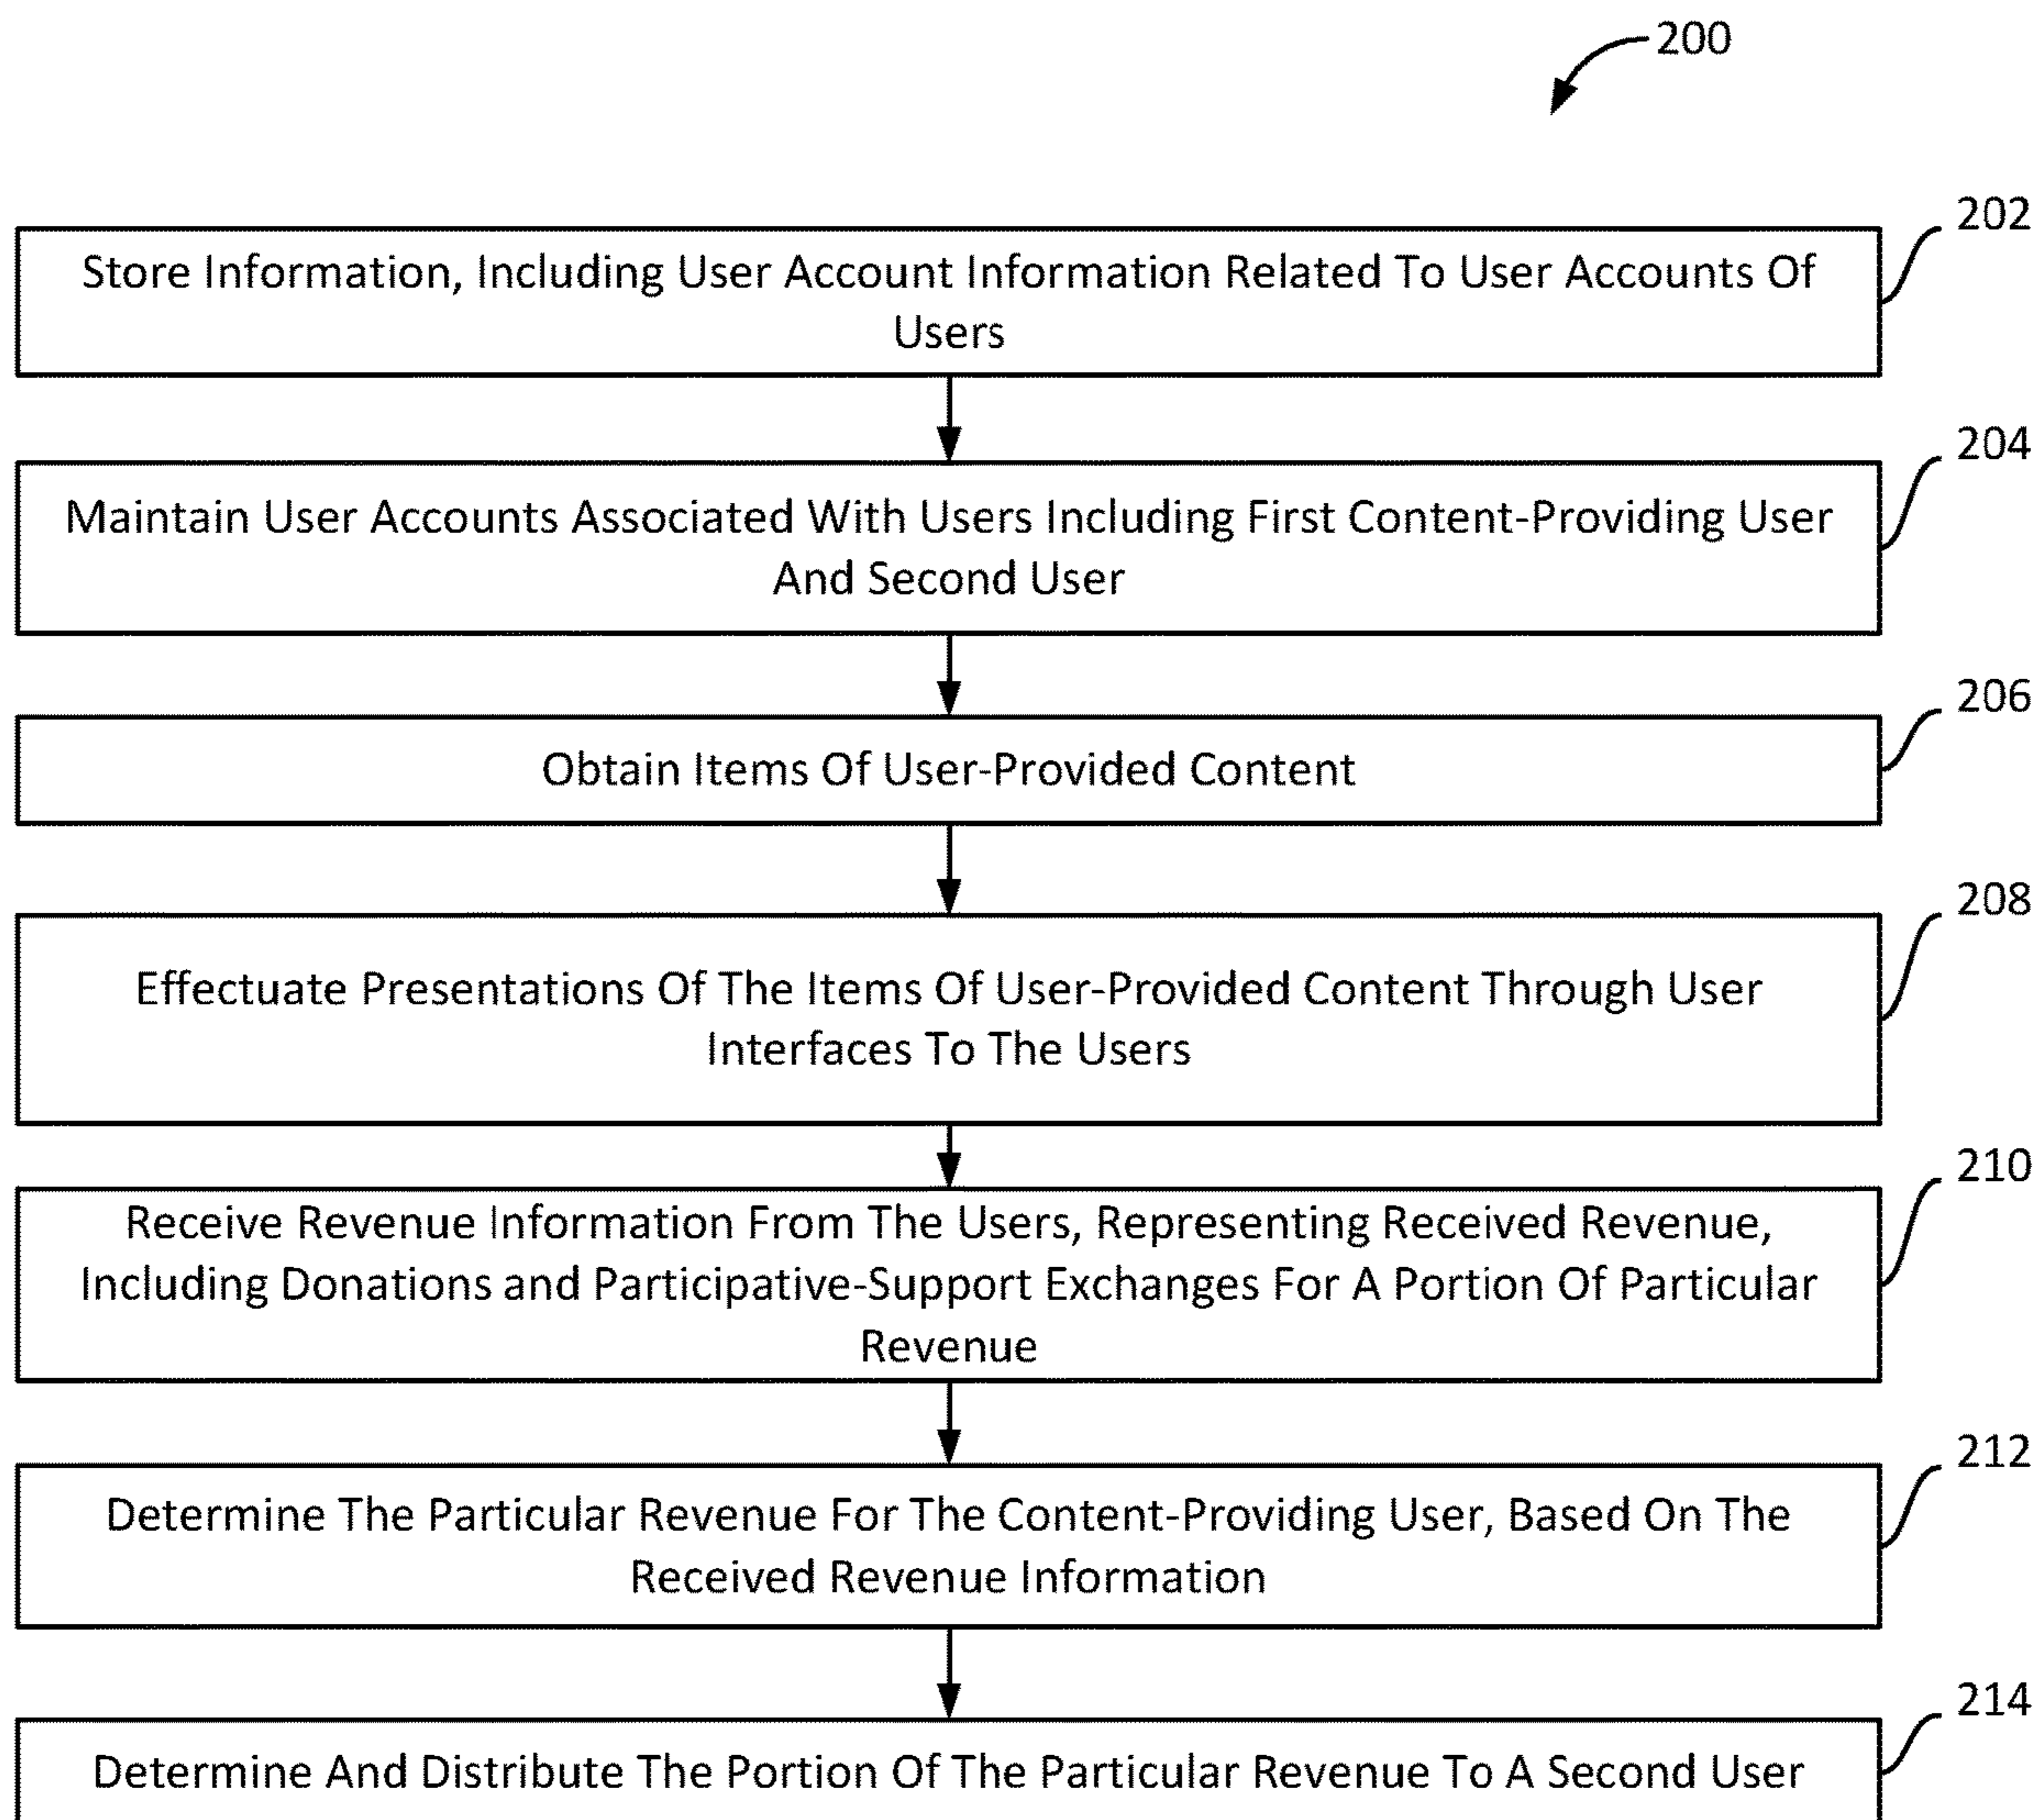 200
202
Store Information, Including User Account Information Related To User Accounts Of
Users
204
Maintain User Accounts Associated With Users Including First Content-Providing User
And Second User
206
Obtain Items Of User-Provided Content
208
Effectuate Presentations Of The Items Of User-Provided Content Through User
Interfaces To The Users
210
Receive Revenue Information From The Users, Representing Received Revenue,
Including Donations and Participative-Support Exchanges For A Portion Of Particular
Revenue
212
Determine The Particular Revenue For The Content-Providing User, Based On The
Received Revenue Information
214
Determine And Distribute The Portion Of The Particular Revenue To A Second User